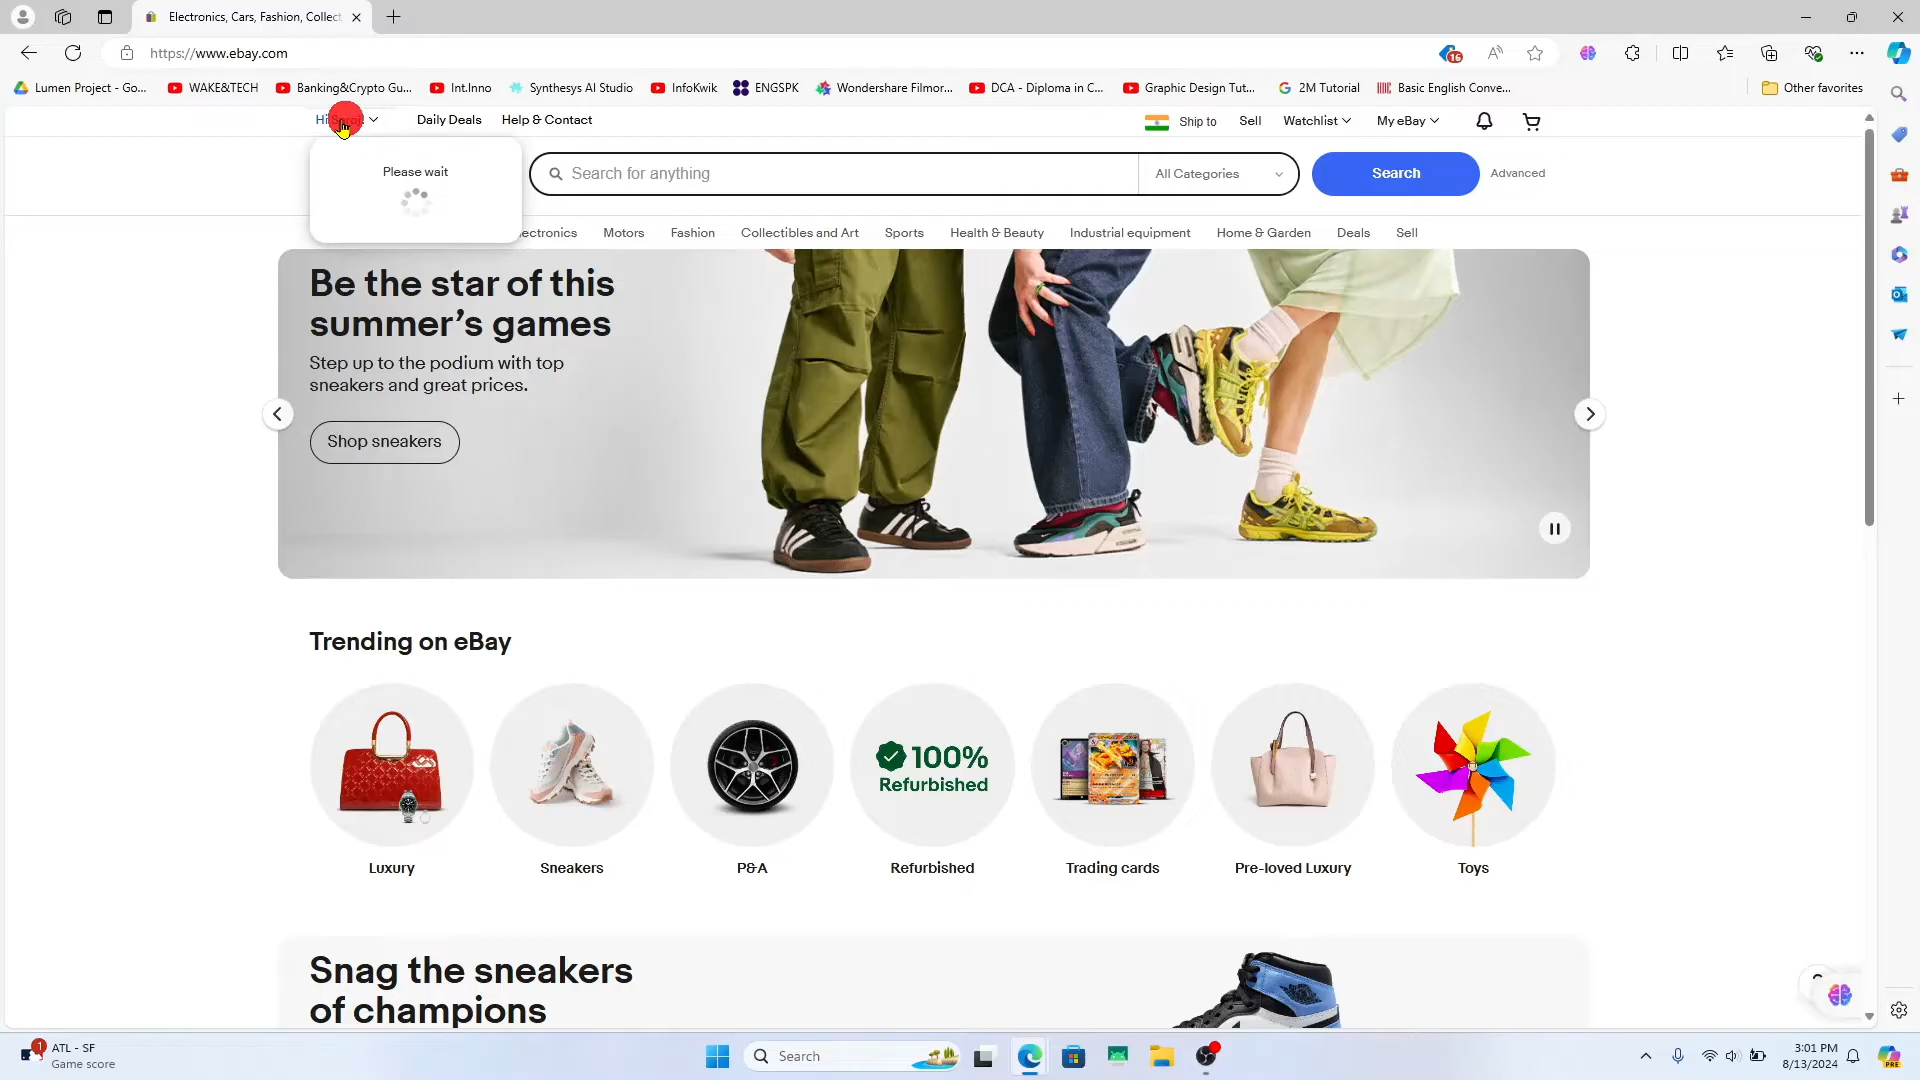 Electronics, Cars, Fashion, Collect
https://www.ebay.com
16
Lumen Project - Go...
WAKE&TECH
Banking&Crypto Gu...
Int.Inno
Synthesys AI Studio
InfoKwik
ENGSPK
Wondershare Filmor...
DCA - Diploma in C...
Graphic Design Tut...
2M Tutorial
Basic English Conve...
Other favorites
Hi
Daily Deals
Help & Contact
Ship to
Sell
Watchlist
My eBay
Please wait
Search for anything
All Categories
Search
Advanced
ectronics
Motors
Fashion
Collectibles and Art
Sports
Health & Beauty
Industrial equipment
Home & Garden
Deals
Sell
Be the star of this
summer's games
Step up to the podium with top
sneakers and great prices.
Shop sneakers
Trending on eBay
100%
Refurbished
Luxury
Sneakers
P&A
Refurbished
Trading cards
Pre-loved Luxury
Toys
Snag the sneakers
of champions
1
ATL - SF
Game score
Search
3:01 PM
8/13/2024
PRE